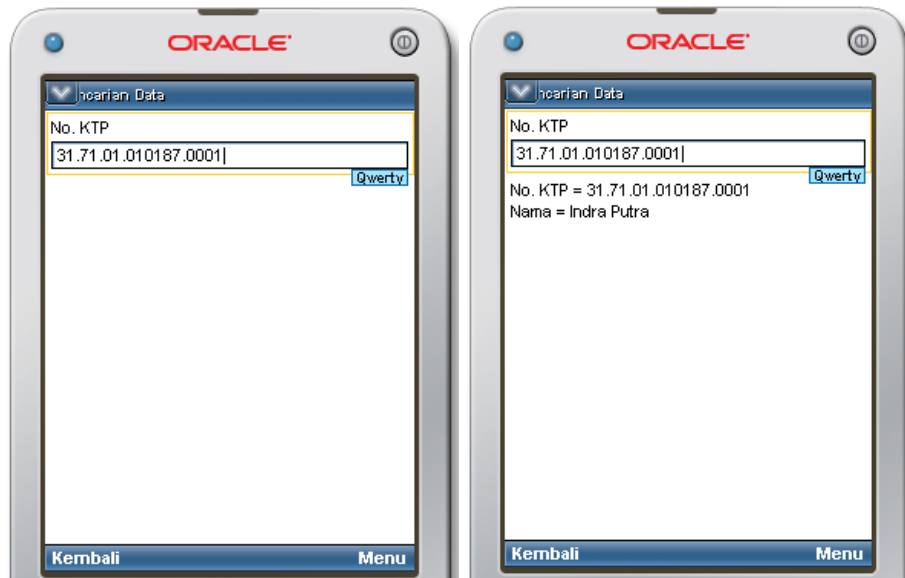 ORACLE
ncarian Data
No. KTP
31.71.01.010187.0001
Qwerty
Kembali Menu
ORACLE
ncarian Data
No. KTP
31.71.01.010187.0001
Qwerty
No. KTP = 31.71.01.010187.0001
Nama = Indra Putra
Kembali Menu